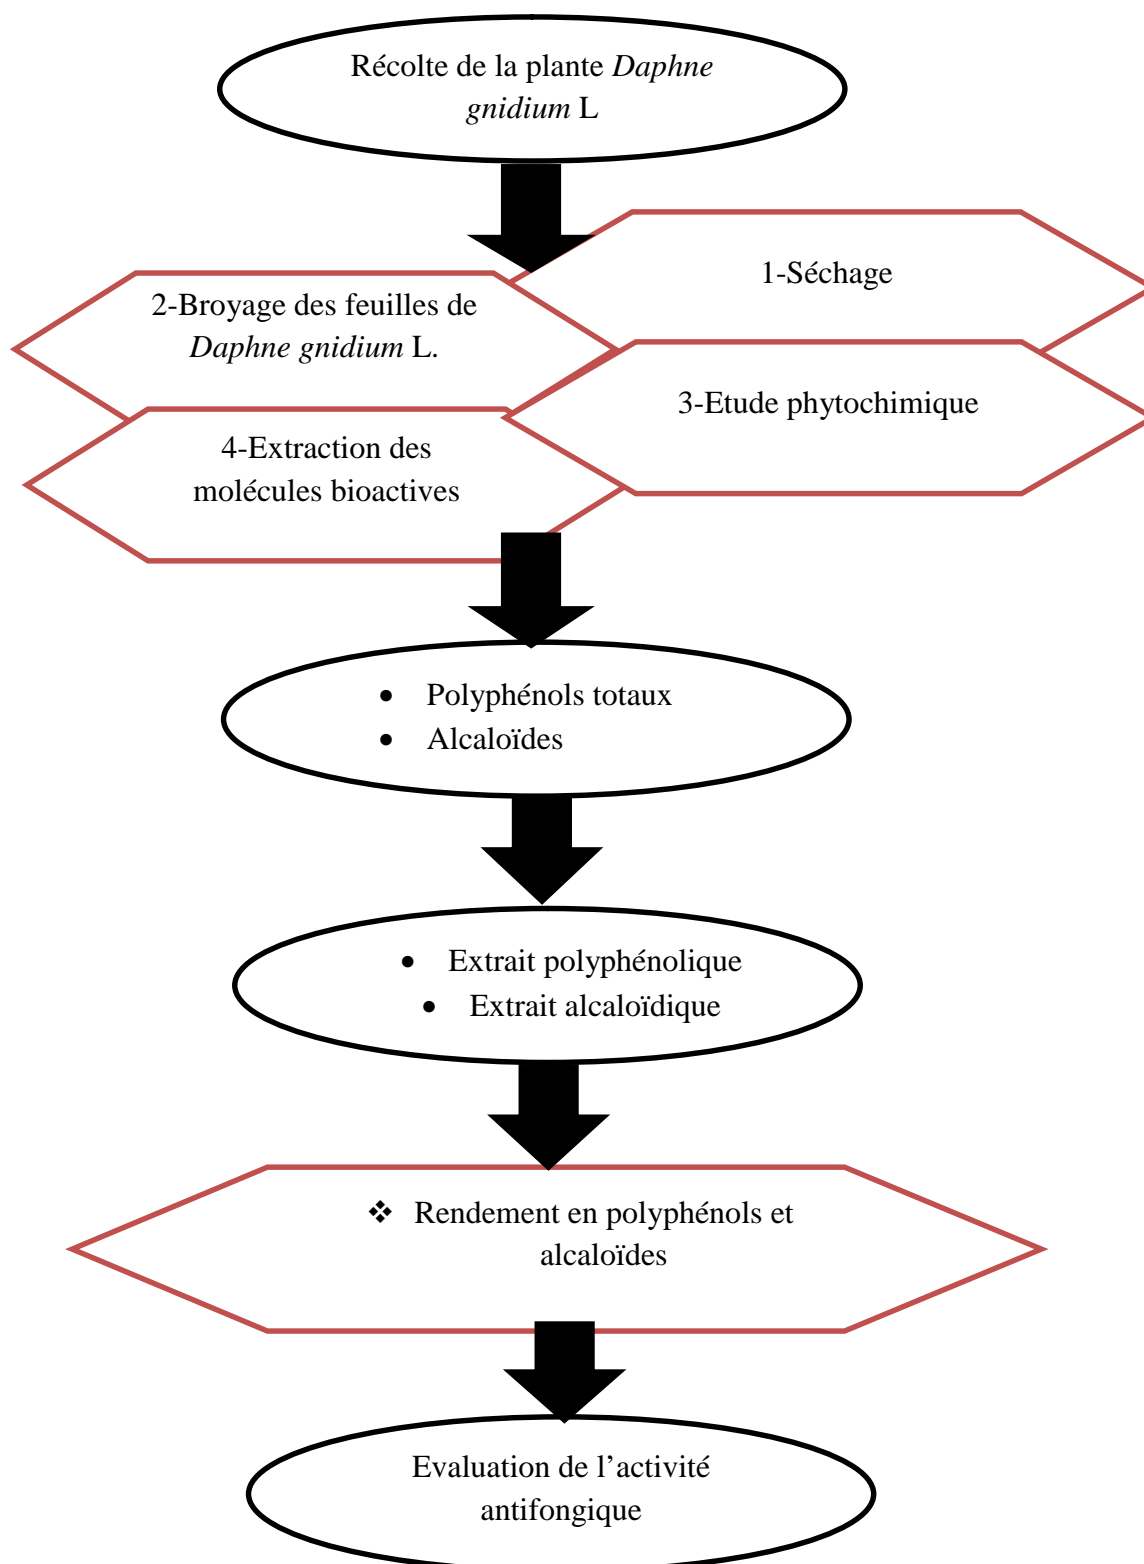 Récolte de la plante Daphne
gnidium L
1-Séchage
2-Broyage des feuilles de
Daphne gnidium L.
3-Etude phytochimique
4-Extraction des
molécules bioactives
• Polyphénols totaux
• Alcaloïdes
• Extrait polyphénolique
• Extrait alcaloïdique
❖ Rendement en polyphénols et
alcaloïdes
Evaluation de l’activité
antifongique